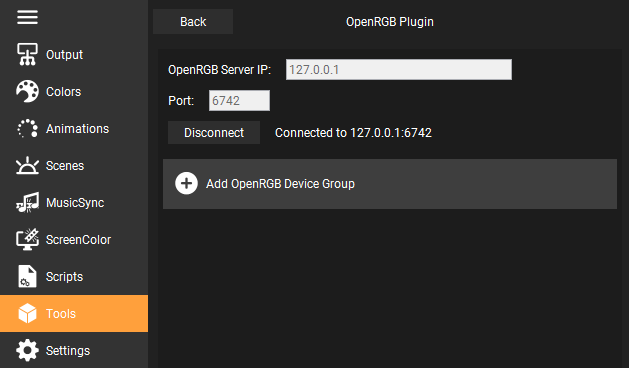 Back
OpenRGB Plugin
Output
Colors
Animations
Scenes
MusicSync
ScreenColor
Scripts
Tools
Settings
OpenRGB Server IP: 127.0.0.1
Port: 6742
Disconnect Connected to 127.0.0.1:6742
Add OpenRGB Device Group